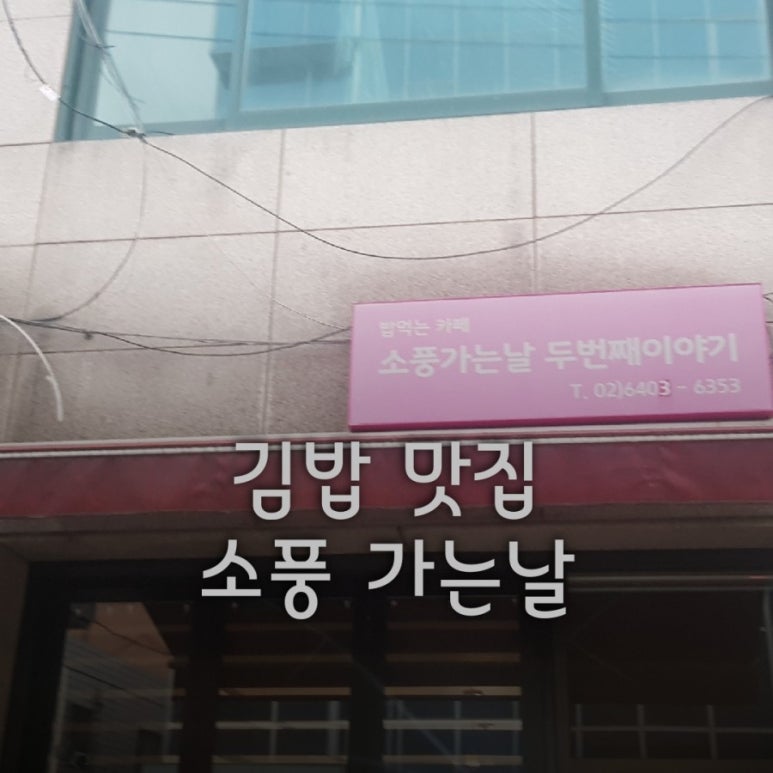 밥먹는 카페
소풍가는날 두번째이야기
T. 02)6403 - 6353
김밥 맛집
소풍 가는날